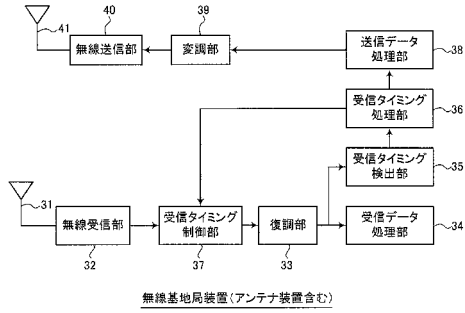 40
39
41
無線送信部
変調部
送信データ
処理部
38
受信タイミング
処理部
36
受信タイミング
検出部
35
31
無線受信部
受信タイミング
制御部
復調部
受信データ
処理部
34
32
37
33
無線基地局装置(アンテナ装置含む)